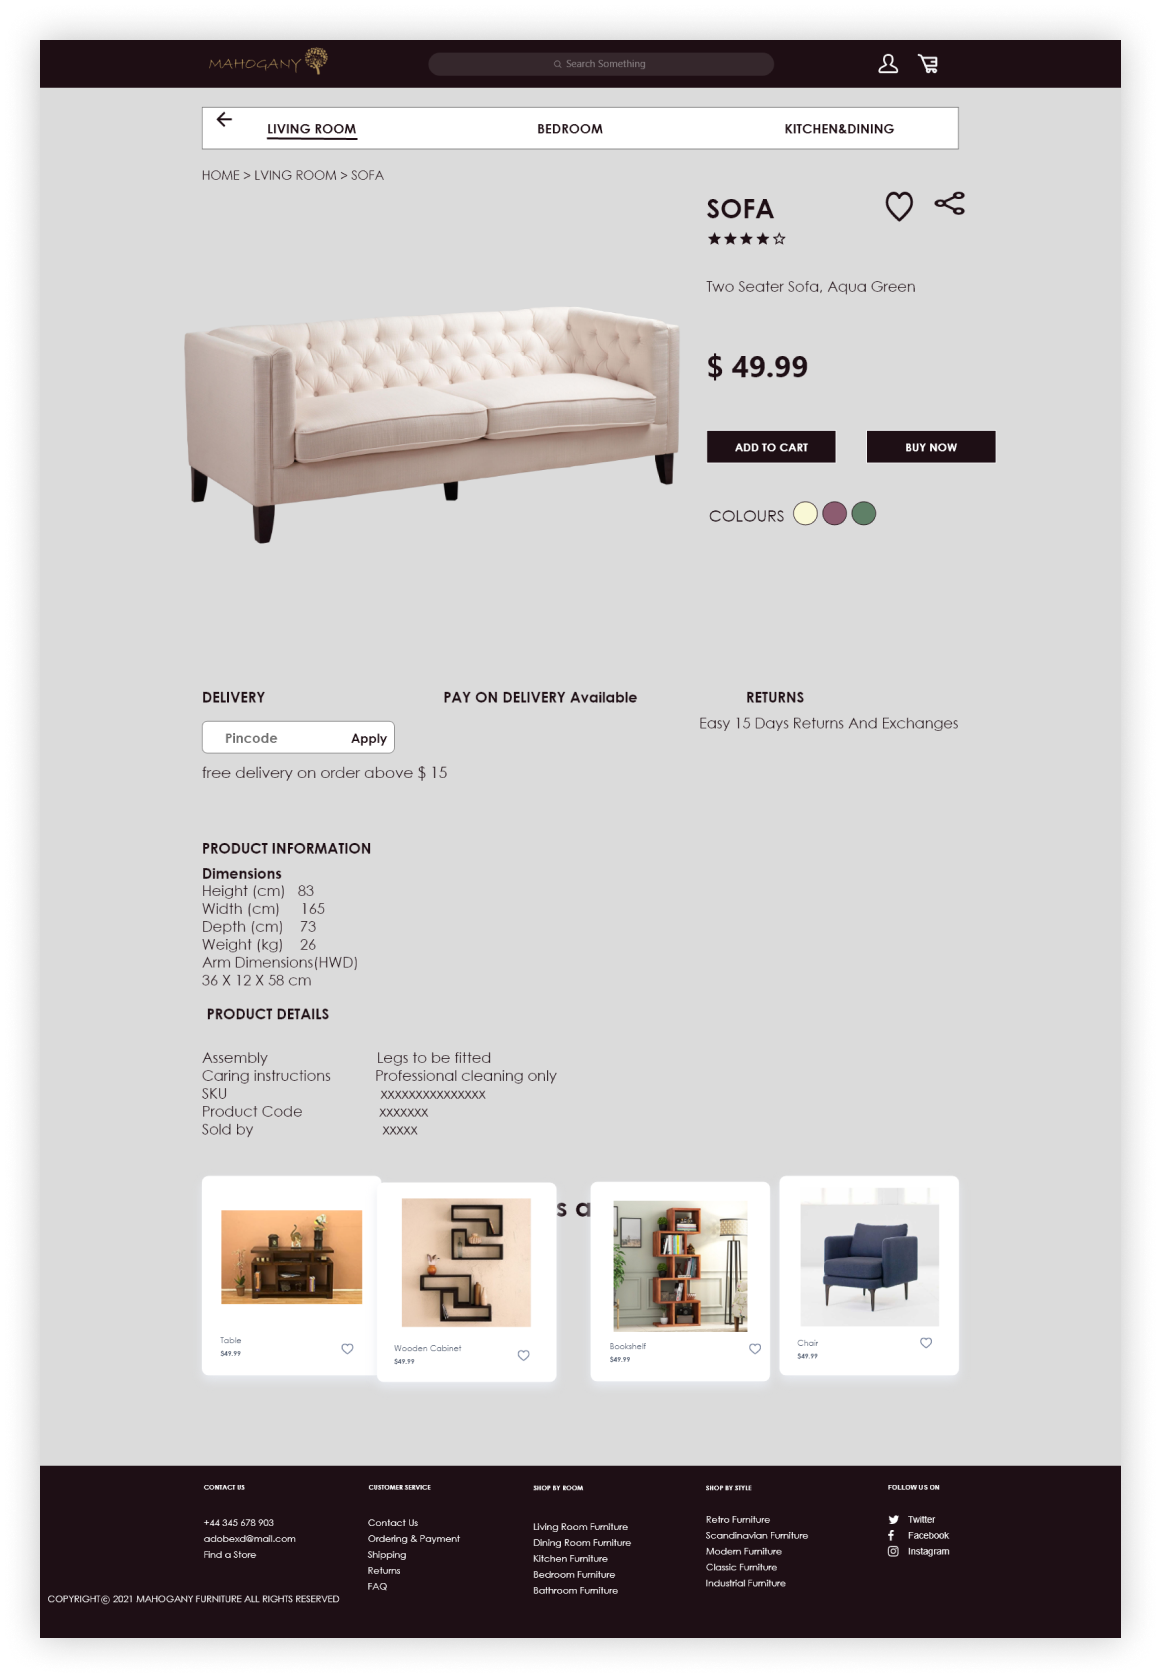 MAHOGANY
Search Something
LIVING ROOM BEDROOM KITCHEN&DINING
HOME > LVING ROOM > SOFA
SOFA
Two Seater Sofa, Aqua Green
$ 49.99
ADD TO CART BUY NOW
COLOURS
DELIVERY PAY ON DELIVERY Available RETURNS
Easy 15 Days Returns And Exchanges
Pincode Apply
free delivery on order above $ 15
PRODUCT INFORMATION
Dimensions
Height (cm) 83
Width (cm) 165
Depth (cm) 73
Weight (kg) 26
Arm Dimensions(HWD)
36 X 12 X 58 cm
PRODUCT DETAILS
Assembly Legs to be fitted
Caring instructions Professional cleaning only
SKU xxxxxxxxxxxxxxx
Product Code xxxxxxx
Sold by xxxxx
s a
Table
$49.99
Wooden Cabinet
$49.99
Bookshelf
$49.99
Chair
$49.99
CONTACT US
+44 345 678 903
adobexd@mail.com
Find a Store
CUSTOMER SERVICE
Contact Us
Ordering & Payment
Shipping
Returns
FAQ
SHOP BY ROOM
Living Room Furniture
Dining Room Furniture
Kitchen Furniture
Bedroom Furniture
Bathroom Furniture
SHOP BY STYLE
Retro Furniture
Scandinavian Furniture
Modern Furniture
Classic Furniture
Industrial Furniture
FOLLOW US ON
Twitter
Facebook
Instagram
COPYRIGHT© 2021 MAHOGANY FURNITURE ALL RIGHTS RESERVED